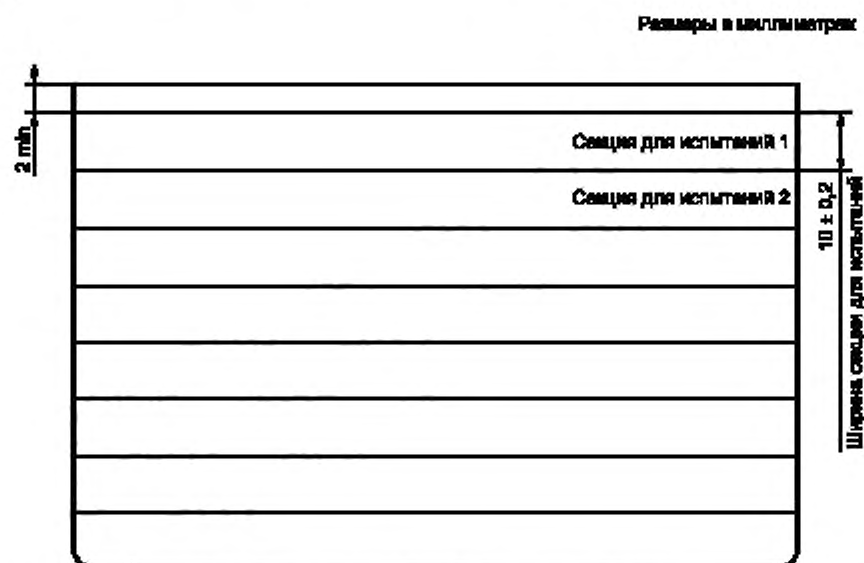 Размеры в миллиметрах
2 min
Секция для испытаний 1
Секция для испытаний 2
10 ± 0,2
Ширина секции для испытаний